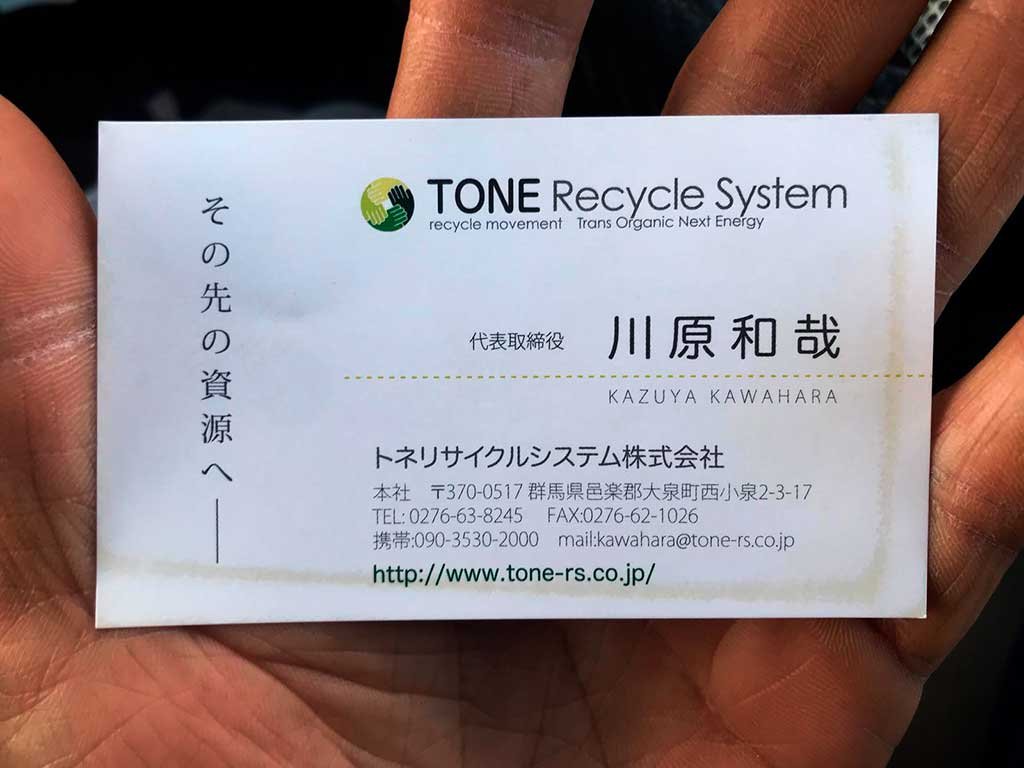 その先の資源へ――
TONE Recycle System
recycle movement Trans Organic Next Energy
代表取締役 川原和哉
KAZUYA KAWAHARA
トネリサイクルシステム株式会社
本社 〒370-0517 群馬県邑楽郡大泉町西小泉2-3-17
TEL: 0276-63-8245 FAX:0276-62-1026
携帯:090-3530-2000 mail:kawahara@tone-rs.co.jp
http://www.tone-rs.co.jp/